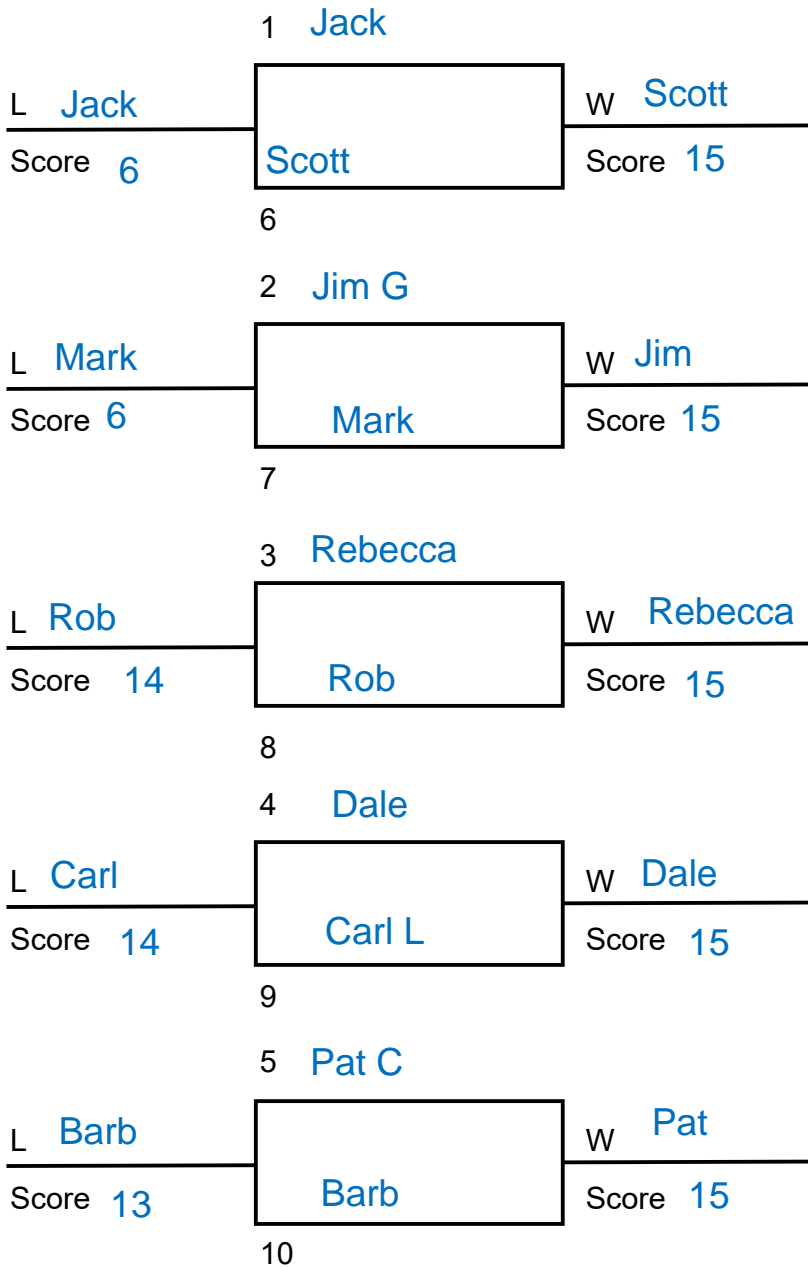 1 Jack
L Jack
W Scott
Score 6
Scott
Score 15
6
2 Jim G
L Mark
W Jim
Score 6
Mark
Score 15
7
3 Rebecca
L Rob
W Rebecca
Score 14
Rob
Score 15
8
4 Dale
L Carl
W Dale
Score 14
Carl L
Score 15
9
5 Pat C
L Barb
W Pat
Score 13
Barb
Score 15
10